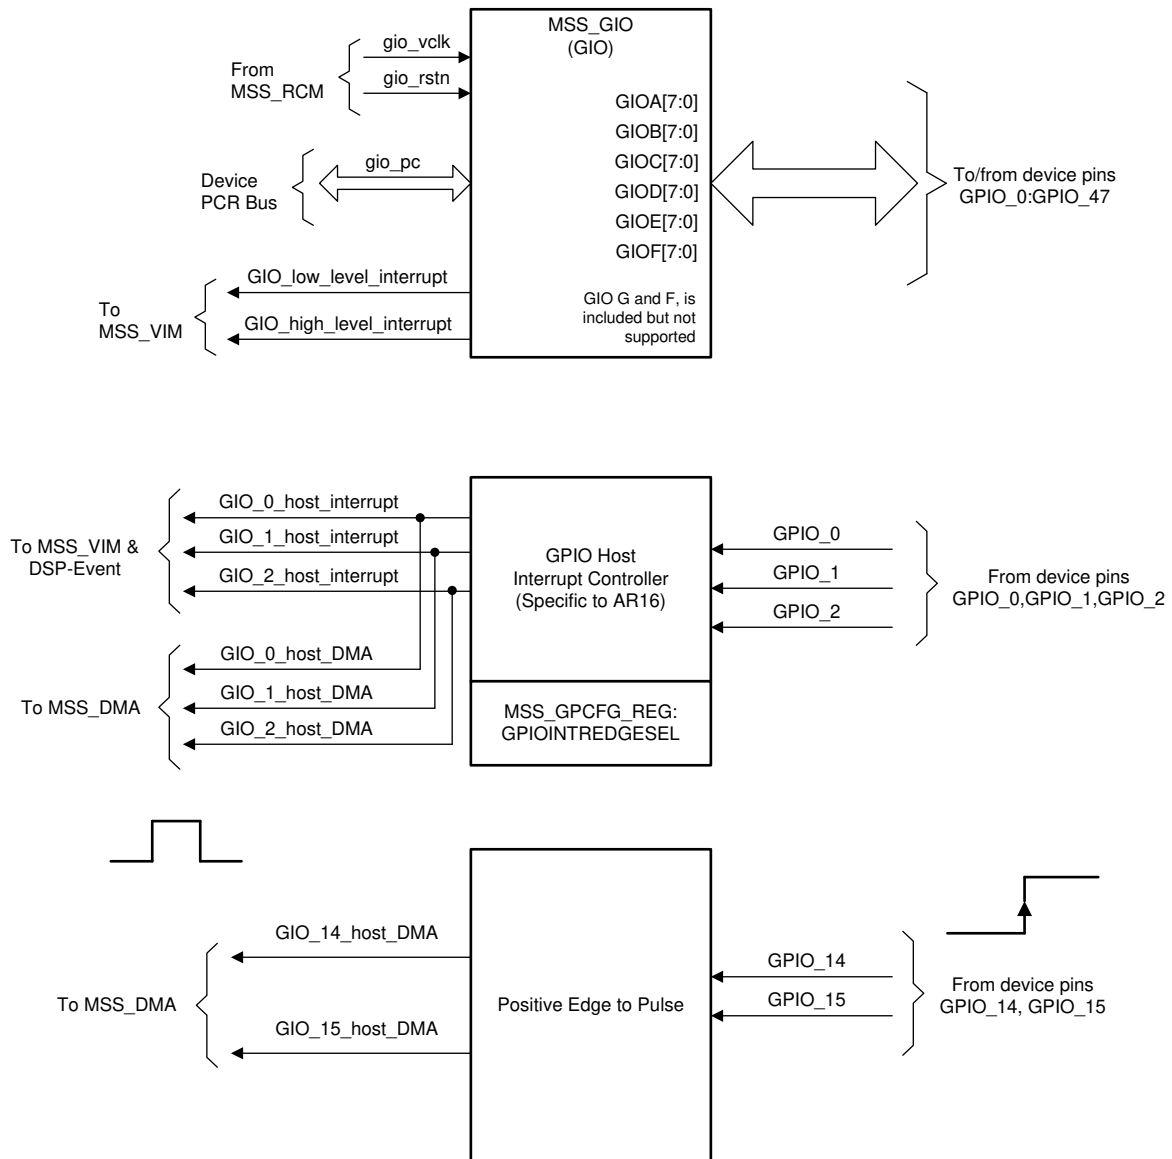 MSS_GIO
(GIO)
gio_vclk
gio_rstn
From
MSS_RCM
GIOA[7:0]
GIOB[7:0]
GIOC[7:0]
GIOD[7:0]
GIOE[7:0]
GIOF[7:0]
gio_pc
Device
PCR Bus
To/from device pins
GPIO_0:GPIO_47
GIO_low_level_interrupt
GIO_high_level_interrupt
To
MSS_VIM
GIO G and F, is
included but not
supported
GIO_0_host_interrupt
GIO_1_host_interrupt
GIO_2_host_interrupt
To MSS_VIM &
DSP-Event
GPIO Host
Interrupt Controller
(Specific to AR16)
GPIO_0
GPIO_1
GPIO_2
From device pins
GPIO_0,GPIO_1,GPIO_2
GIO_0_host_DMA
GIO_1_host_DMA
GIO_2_host_DMA
To MSS_DMA
MSS_GPCFG_REG:
GPIOINTREDGESEL
GIO_14_host_DMA
GIO_15_host_DMA
To MSS_DMA
Positive Edge to Pulse
GPIO_14
GPIO_15
From device pins
GPIO_14, GPIO_15